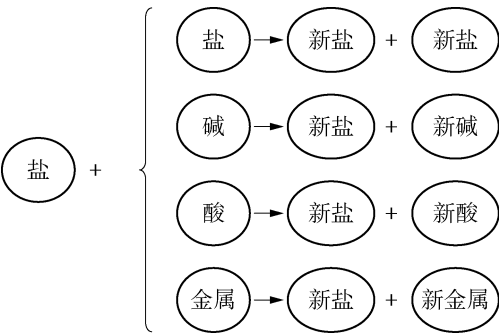 盐 → 新盐 + 新盐
碱 → 新盐 + 新碱
盐 +
酸 → 新盐 + 新酸
金属 → 新盐 + 新金属